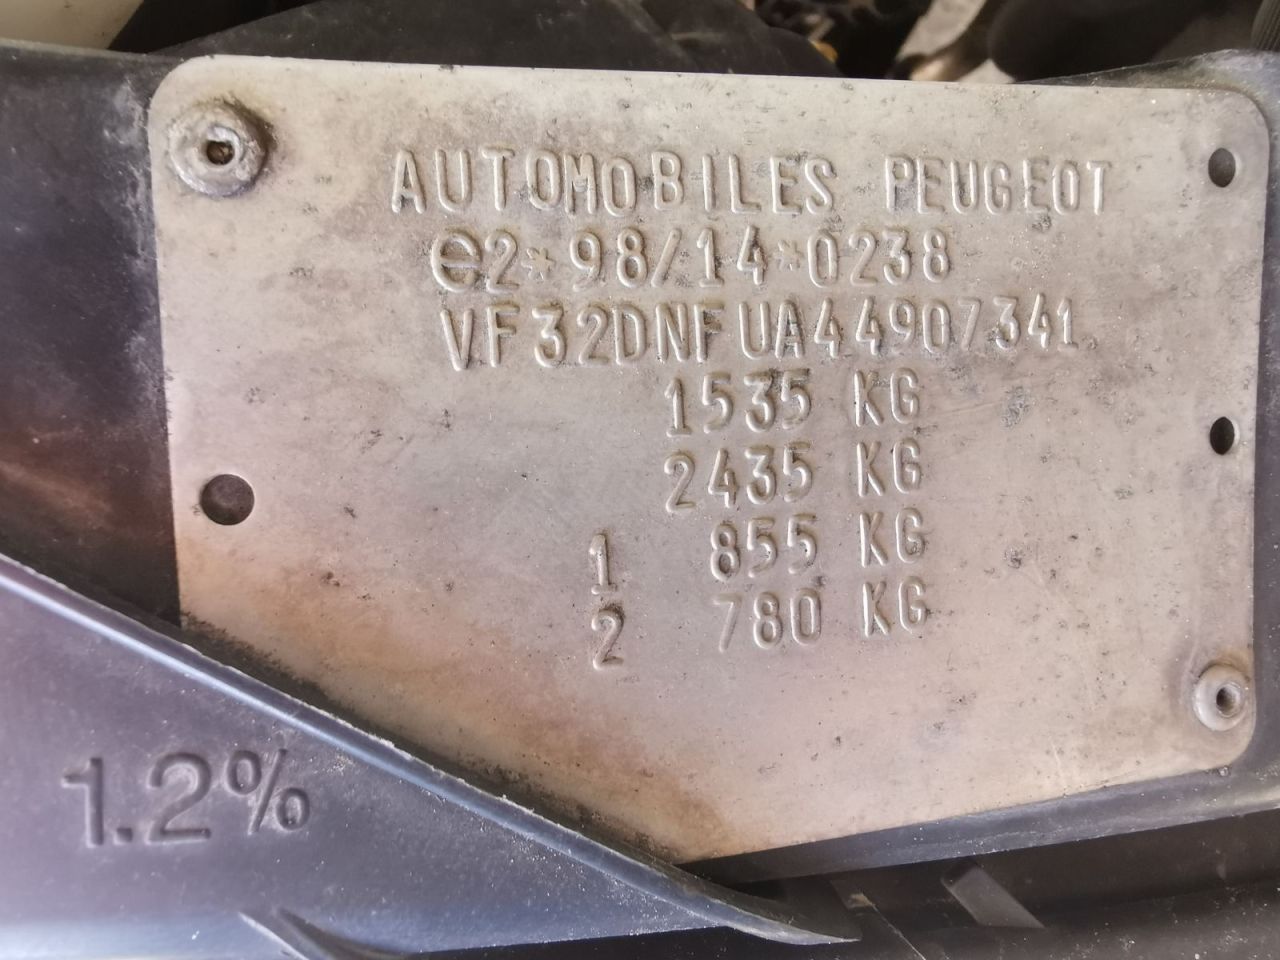 AUTOMOBILES PEUGEOT
e2*98/14*0238
VF32DNFUA44907341
1535 KG
2435 KG
1 855 KG
2 780 KG
1.2%